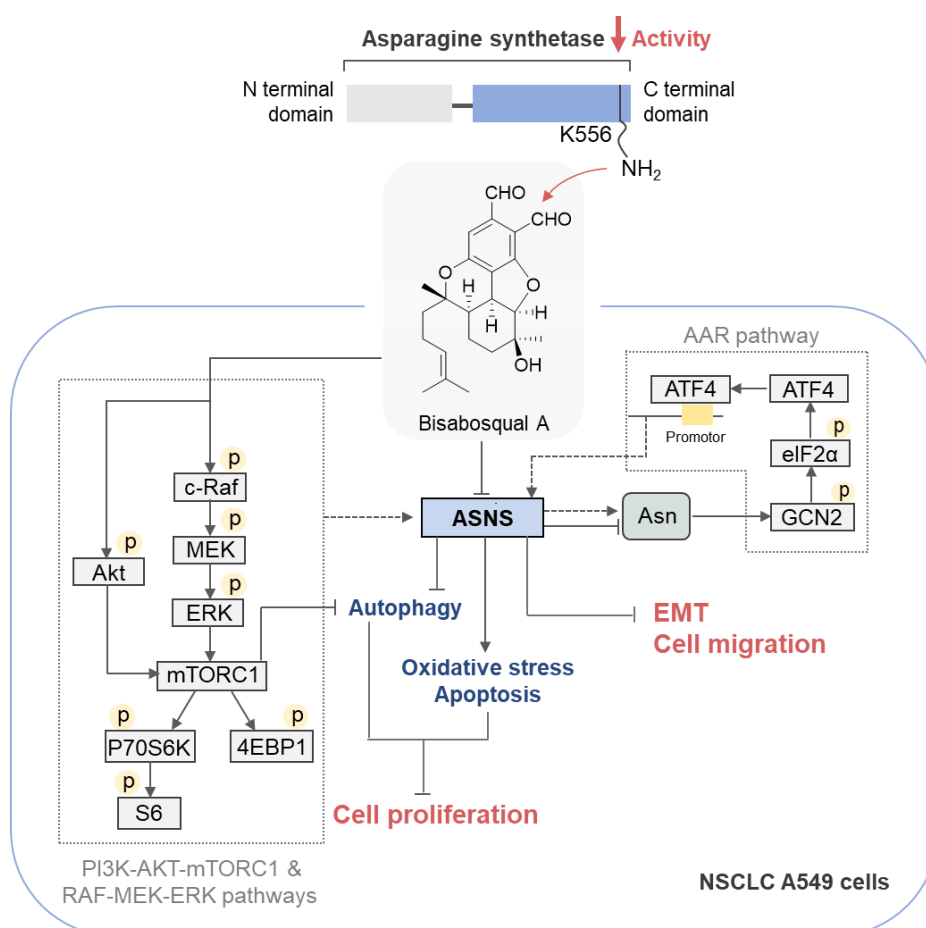 Asparagine synthetase Activity
N terminal
domain
C terminal
domain
K556
NH2
CHO
CHO
O
O
H
H
H
OH
Bisabosqual A
AAR pathway
ATF4
ATF4
Promotor
p
eIF2α
p
GCN2
Asn
ASNS
p
c-Raf
p
MEK
p
Akt
p
ERK
mTORC1
p
P70S6K
p
4EBP1
p
S6
Autophagy
Oxidative stress
Apoptosis
EMT
Cell migration
Cell proliferation
PI3K-AKT-mTORC1 &
RAF-MEK-ERK pathways
NSCLC A549 cells